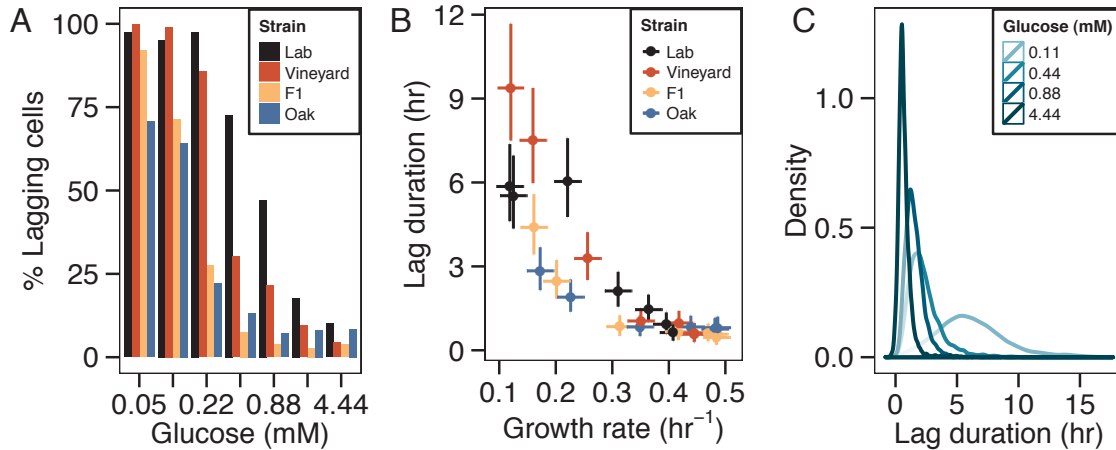 A
% Lagging cells
100
75
50
25
0
0.05
0.22
0.88
4.44
Glucose (mM)
Strain
Lab
Vineyard
F1
Oak
B
Lag duration (hr)
12
9
6
3
0
0.1
0.2
0.3
0.4
0.5
Growth rate (hr⁻¹)
Strain
Lab
Vineyard
F1
Oak
C
Density
1.0
0.5
0.0
0
5
10
15
Lag duration (hr)
Glucose (mM)
0.11
0.44
0.88
4.44